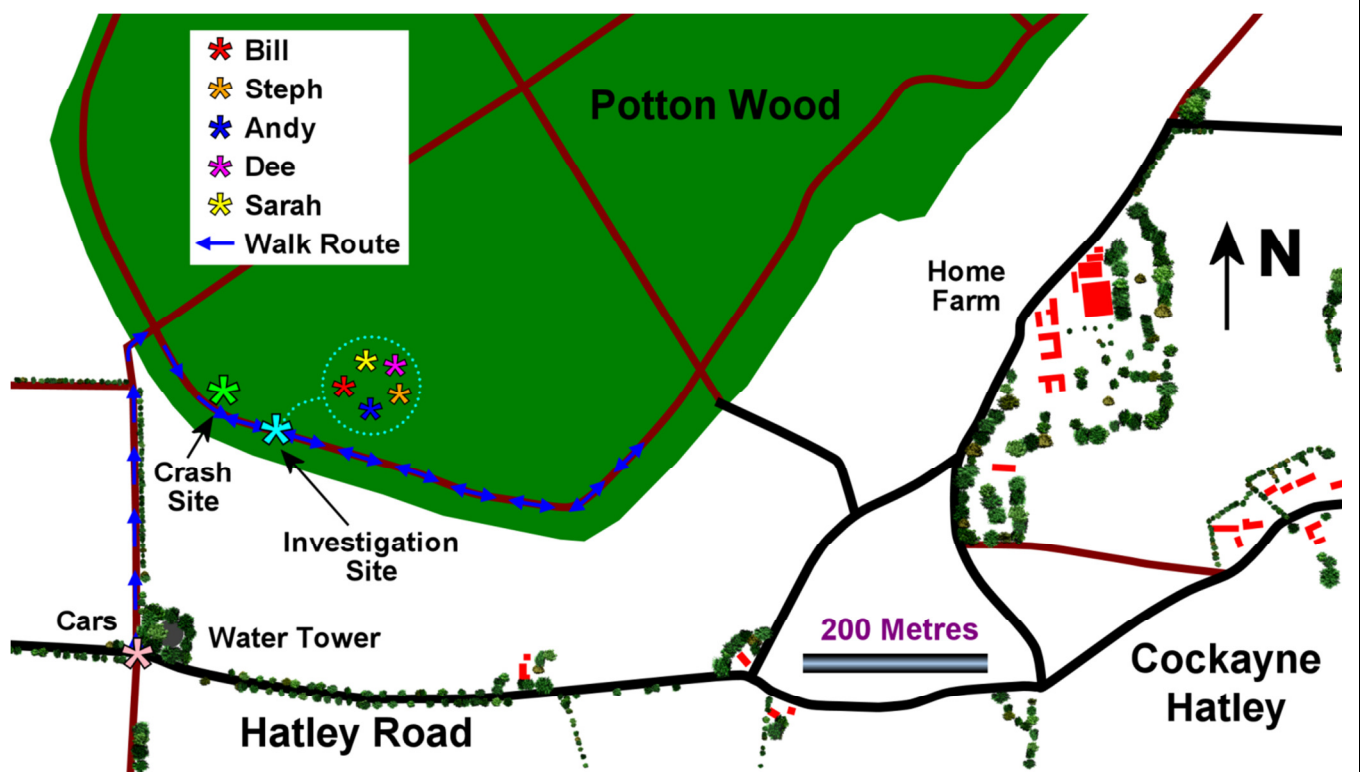 Bill
Steph
Andy
Dee
Sarah
Walk Route
Potton Wood
Home
Farm
N
Crash
Site
Investigation
Site
Cars
Water Tower
200 Metres
Hatley Road
Cockayne
Hatley